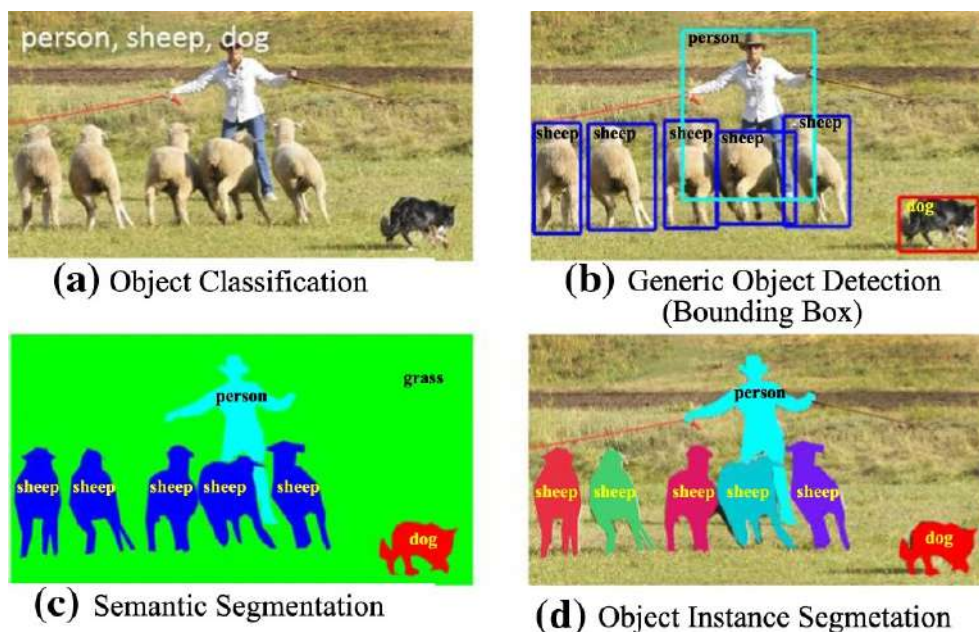 person, sheep, dog
person
sheep
sheep
sheep
sheep
sheep
dog
(a) Object Classification
(b) Generic Object Detection
(Bounding Box)
grass
person
sheep
sheep
sheep
sheep
sheep
dog
(c) Semantic Segmentation
person
sheep
sheep
sheep
sheep
sheep
dog
(d) Object Instance Segmetation